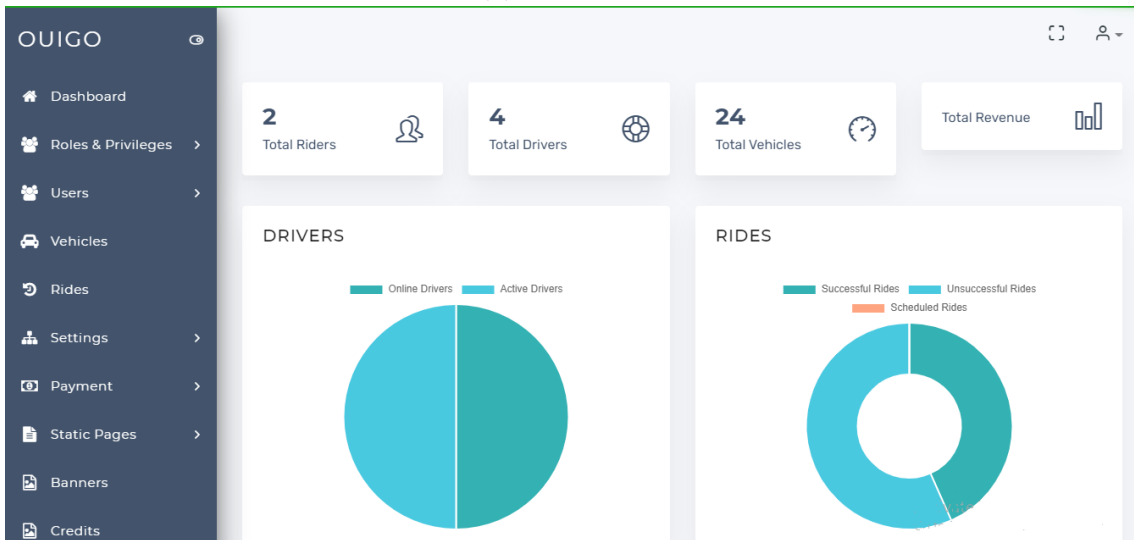 OUIGO
Dashboard
Roles & Privileges
Users
Vehicles
Rides
Settings
Payment
Static Pages
Banners
Credits
2
Total Riders
4
Total Drivers
24
Total Vehicles
Total Revenue
DRIVERS
Online Drivers Active Drivers
RIDES
Successful Rides Unsuccessful Rides
Scheduled Rides